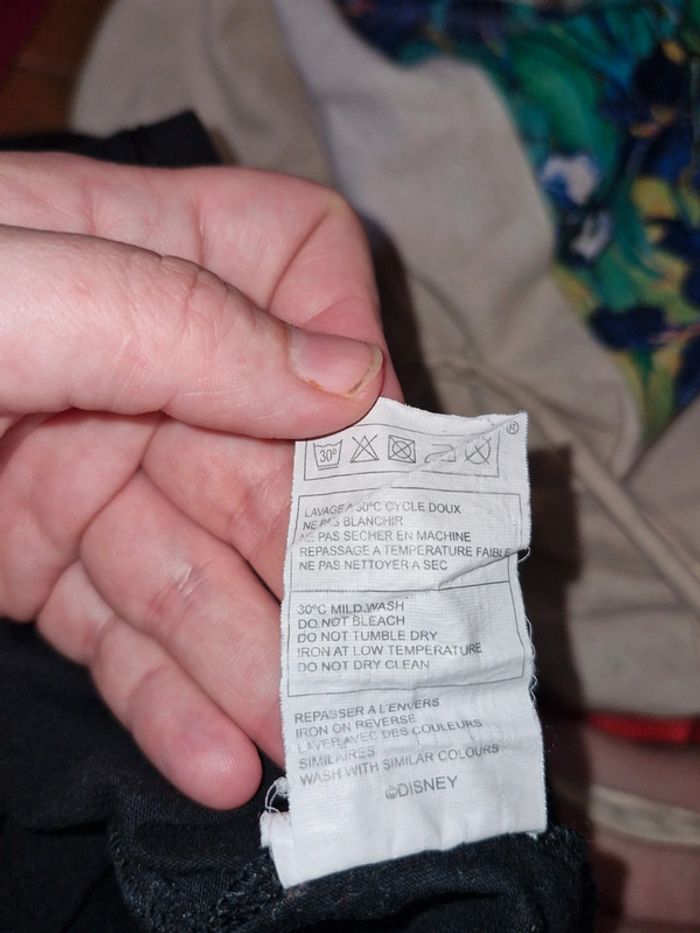 30°
®
LAVAGE A 30°C CYCLE DOUX
NE PAS BLANCHIR
NE PAS SECHER EN MACHINE
REPASSAGE A TEMPERATURE FAIBLE
NE PAS NETTOYER A SEC
30°C MILD WASH
DO NOT BLEACH
DO NOT TUMBLE DRY
IRON AT LOW TEMPERATURE
DO NOT DRY CLEAN
REPASSER A L'ENVERS
IRON ON REVERSE
LAVER AVEC DES COULEURS
SIMILAIRES
WASH WITH SIMILAR COLOURS
©DISNEY